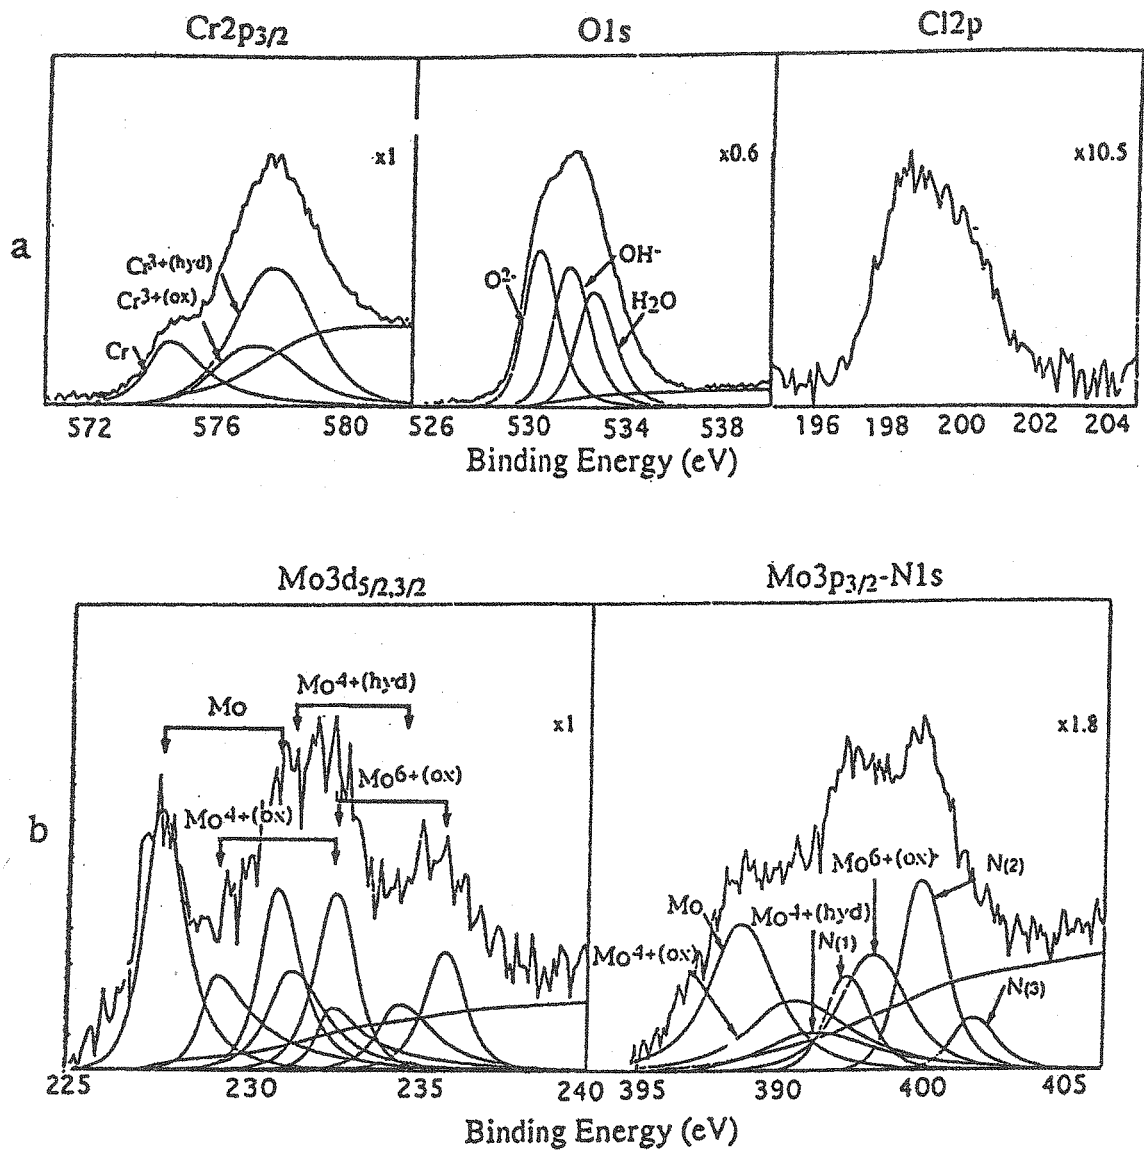 Cr2p3/2 O1s Cl2p
x1 x0.6 x10.5
a
Cr3+(hyd)
Cr3+(ox)
Cr
O2-
OH-
H2O
572 576 580 526 530 534 538 196 198 200 202 204
Binding Energy (eV)
Mo3d5/2,3/2 Mo3p3/2-N1s
Mo4+(hyd)
Mo
x1 x1.8
Mo6+(ox)
Mo4+(ox)
b
Mo6+(ox)
N(2)
Mo
Mo4+(hyd)
N(1)
Mo4+(ox)
N(3)
225 230 235 240 395 390 400 405
Binding Energy (eV)